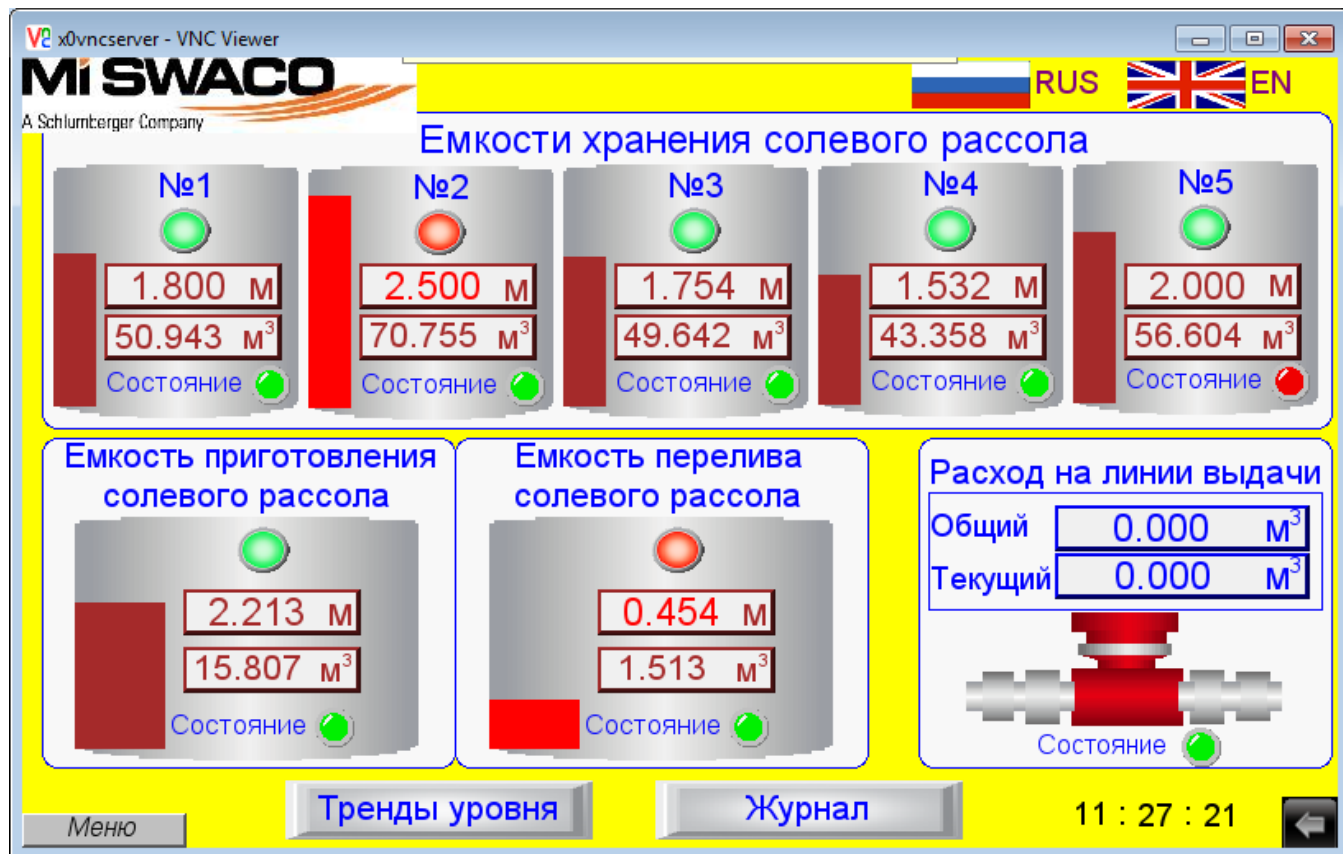 x0vncserver - VNC Viewer
Mi SWACO
A Schlumberger Company
RUS
EN
Емкости хранения солевого рассола
№1
№2
№3
№4
№5
1.800 м
2.500 м
1.754 м
1.532 м
2.000 м
50.943 м³
70.755 м³
49.642 м³
43.358 м³
56.604 м³
Состояние
Состояние
Состояние
Состояние
Состояние
Емкость приготовления
солевого рассола
2.213 м
15.807 м³
Состояние
Емкость перелива
солевого рассола
0.454 м
1.513 м³
Состояние
Расход на линии выдачи
Общий 0.000 м³
Текущий 0.000 м³
Состояние
Меню
Тренды уровня
Журнал
11 : 27 : 21